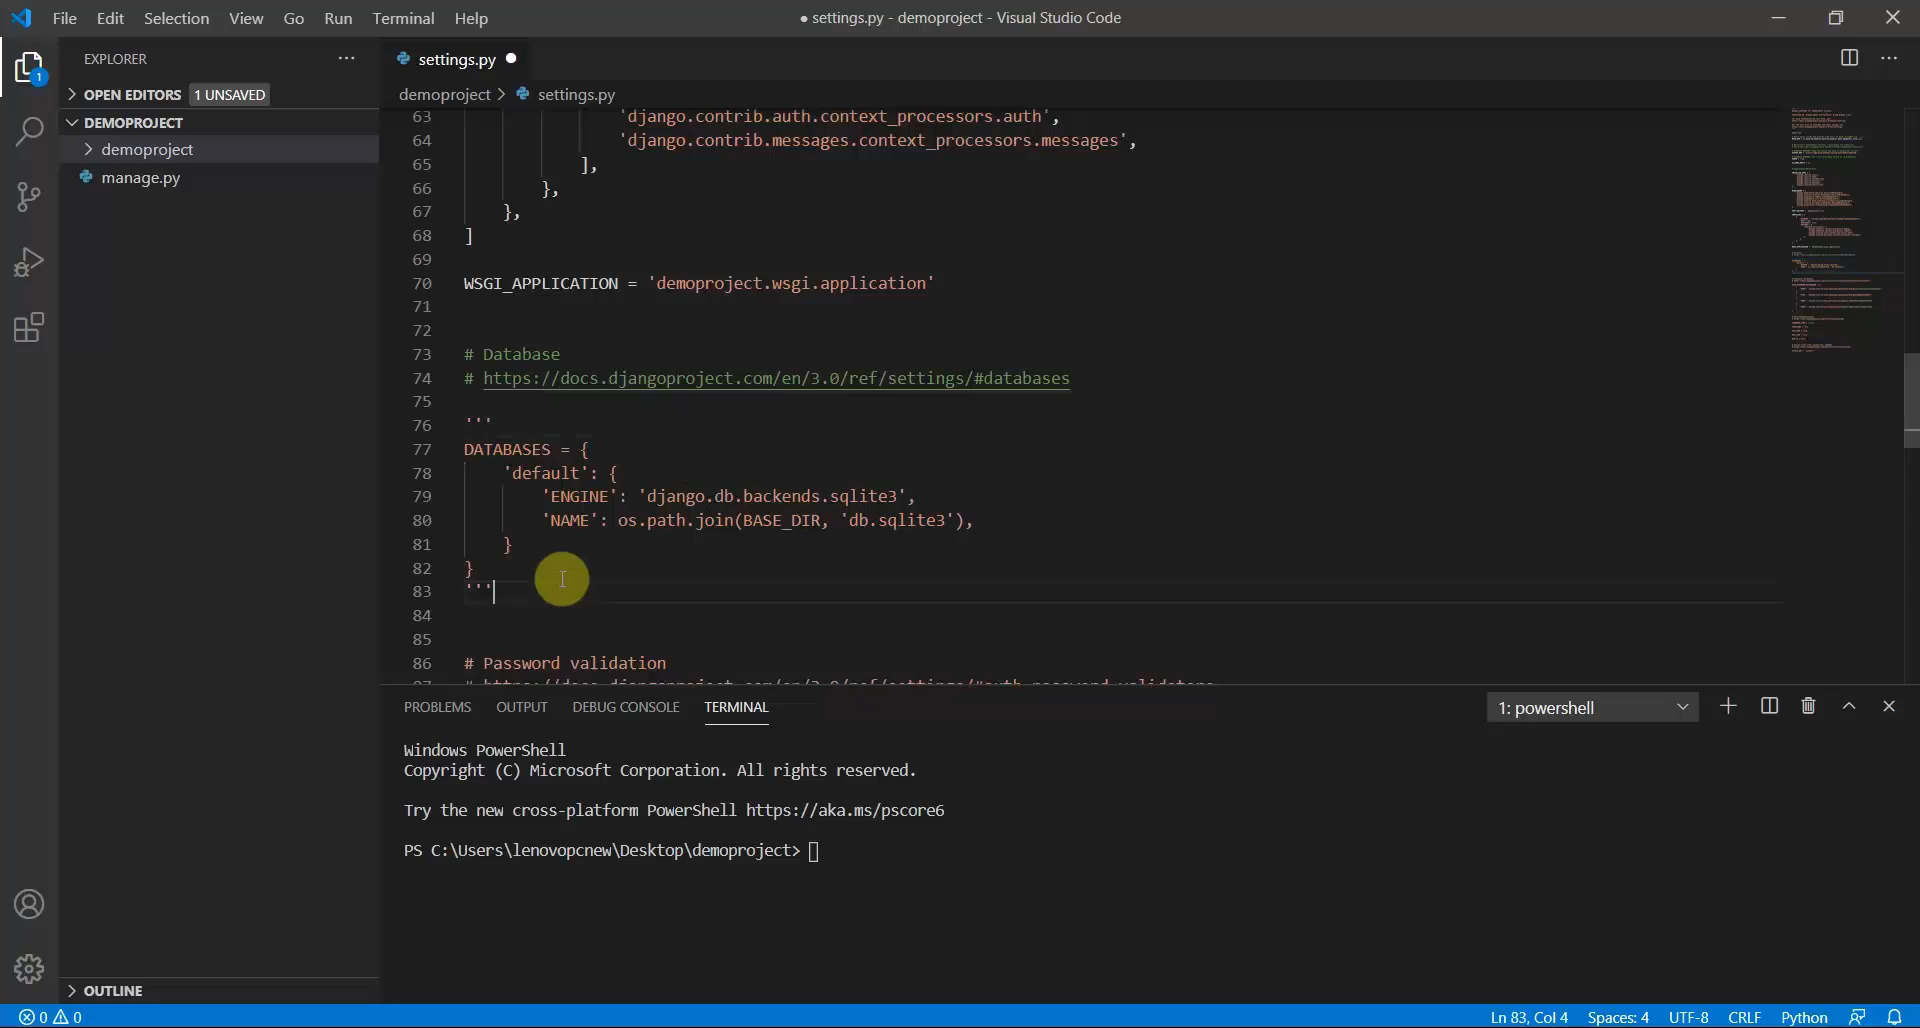 File Edit Selection View Go Run Terminal Help
● settings.py - demoproject - Visual Studio Code
EXPLORER
settings.py
1
OPEN EDITORS 1 UNSAVED
demoproject > settings.py
DEMOPROJECT
demoproject
manage.py
63 'django.contrib.auth.context_processors.auth',
64 'django.contrib.messages.context_processors.messages',
65 ],
66 },
67 },
68 ]
69
70 WSGI_APPLICATION = 'demoproject.wsgi.application'
71
72
73 # Database
74 # https://docs.djangoproject.com/en/3.0/ref/settings/#databases
75
76 '''
77 DATABASES = {
78 'default': {
79 'ENGINE': 'django.db.backends.sqlite3',
80 'NAME': os.path.join(BASE_DIR, 'db.sqlite3'),
81 }
82 }
83 '''
84
85
86 # Password validation
PROBLEMS OUTPUT DEBUG CONSOLE TERMINAL
1: powershell
Windows PowerShell
Copyright (C) Microsoft Corporation. All rights reserved.
Try the new cross-platform PowerShell https://aka.ms/pscore6
PS C:\Users\lenovopcnew\Desktop\demoproject>
OUTLINE
0 0
Ln 83, Col 4 Spaces: 4 UTF-8 CRLF Python